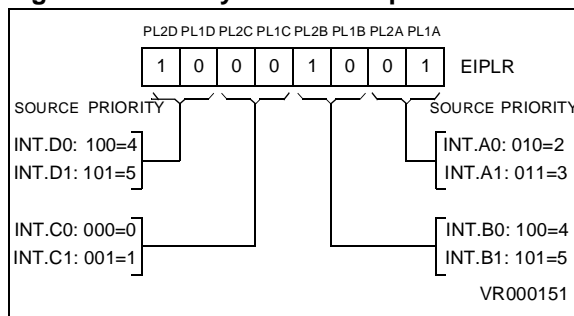 PL2D PL1D PL2C PL1C PL2B PL1B PL2A PL1A
1 0 0 0 1 0 0 1 EIPLR
SOURCE PRIORITY SOURCE PRIORITY
INT.D0: 100=4 INT.A0: 010=2
INT.D1: 101=5 INT.A1: 011=3
INT.C0: 000=0 INT.B0: 100=4
INT.C1: 001=1 INT.B1: 101=5
VR000151